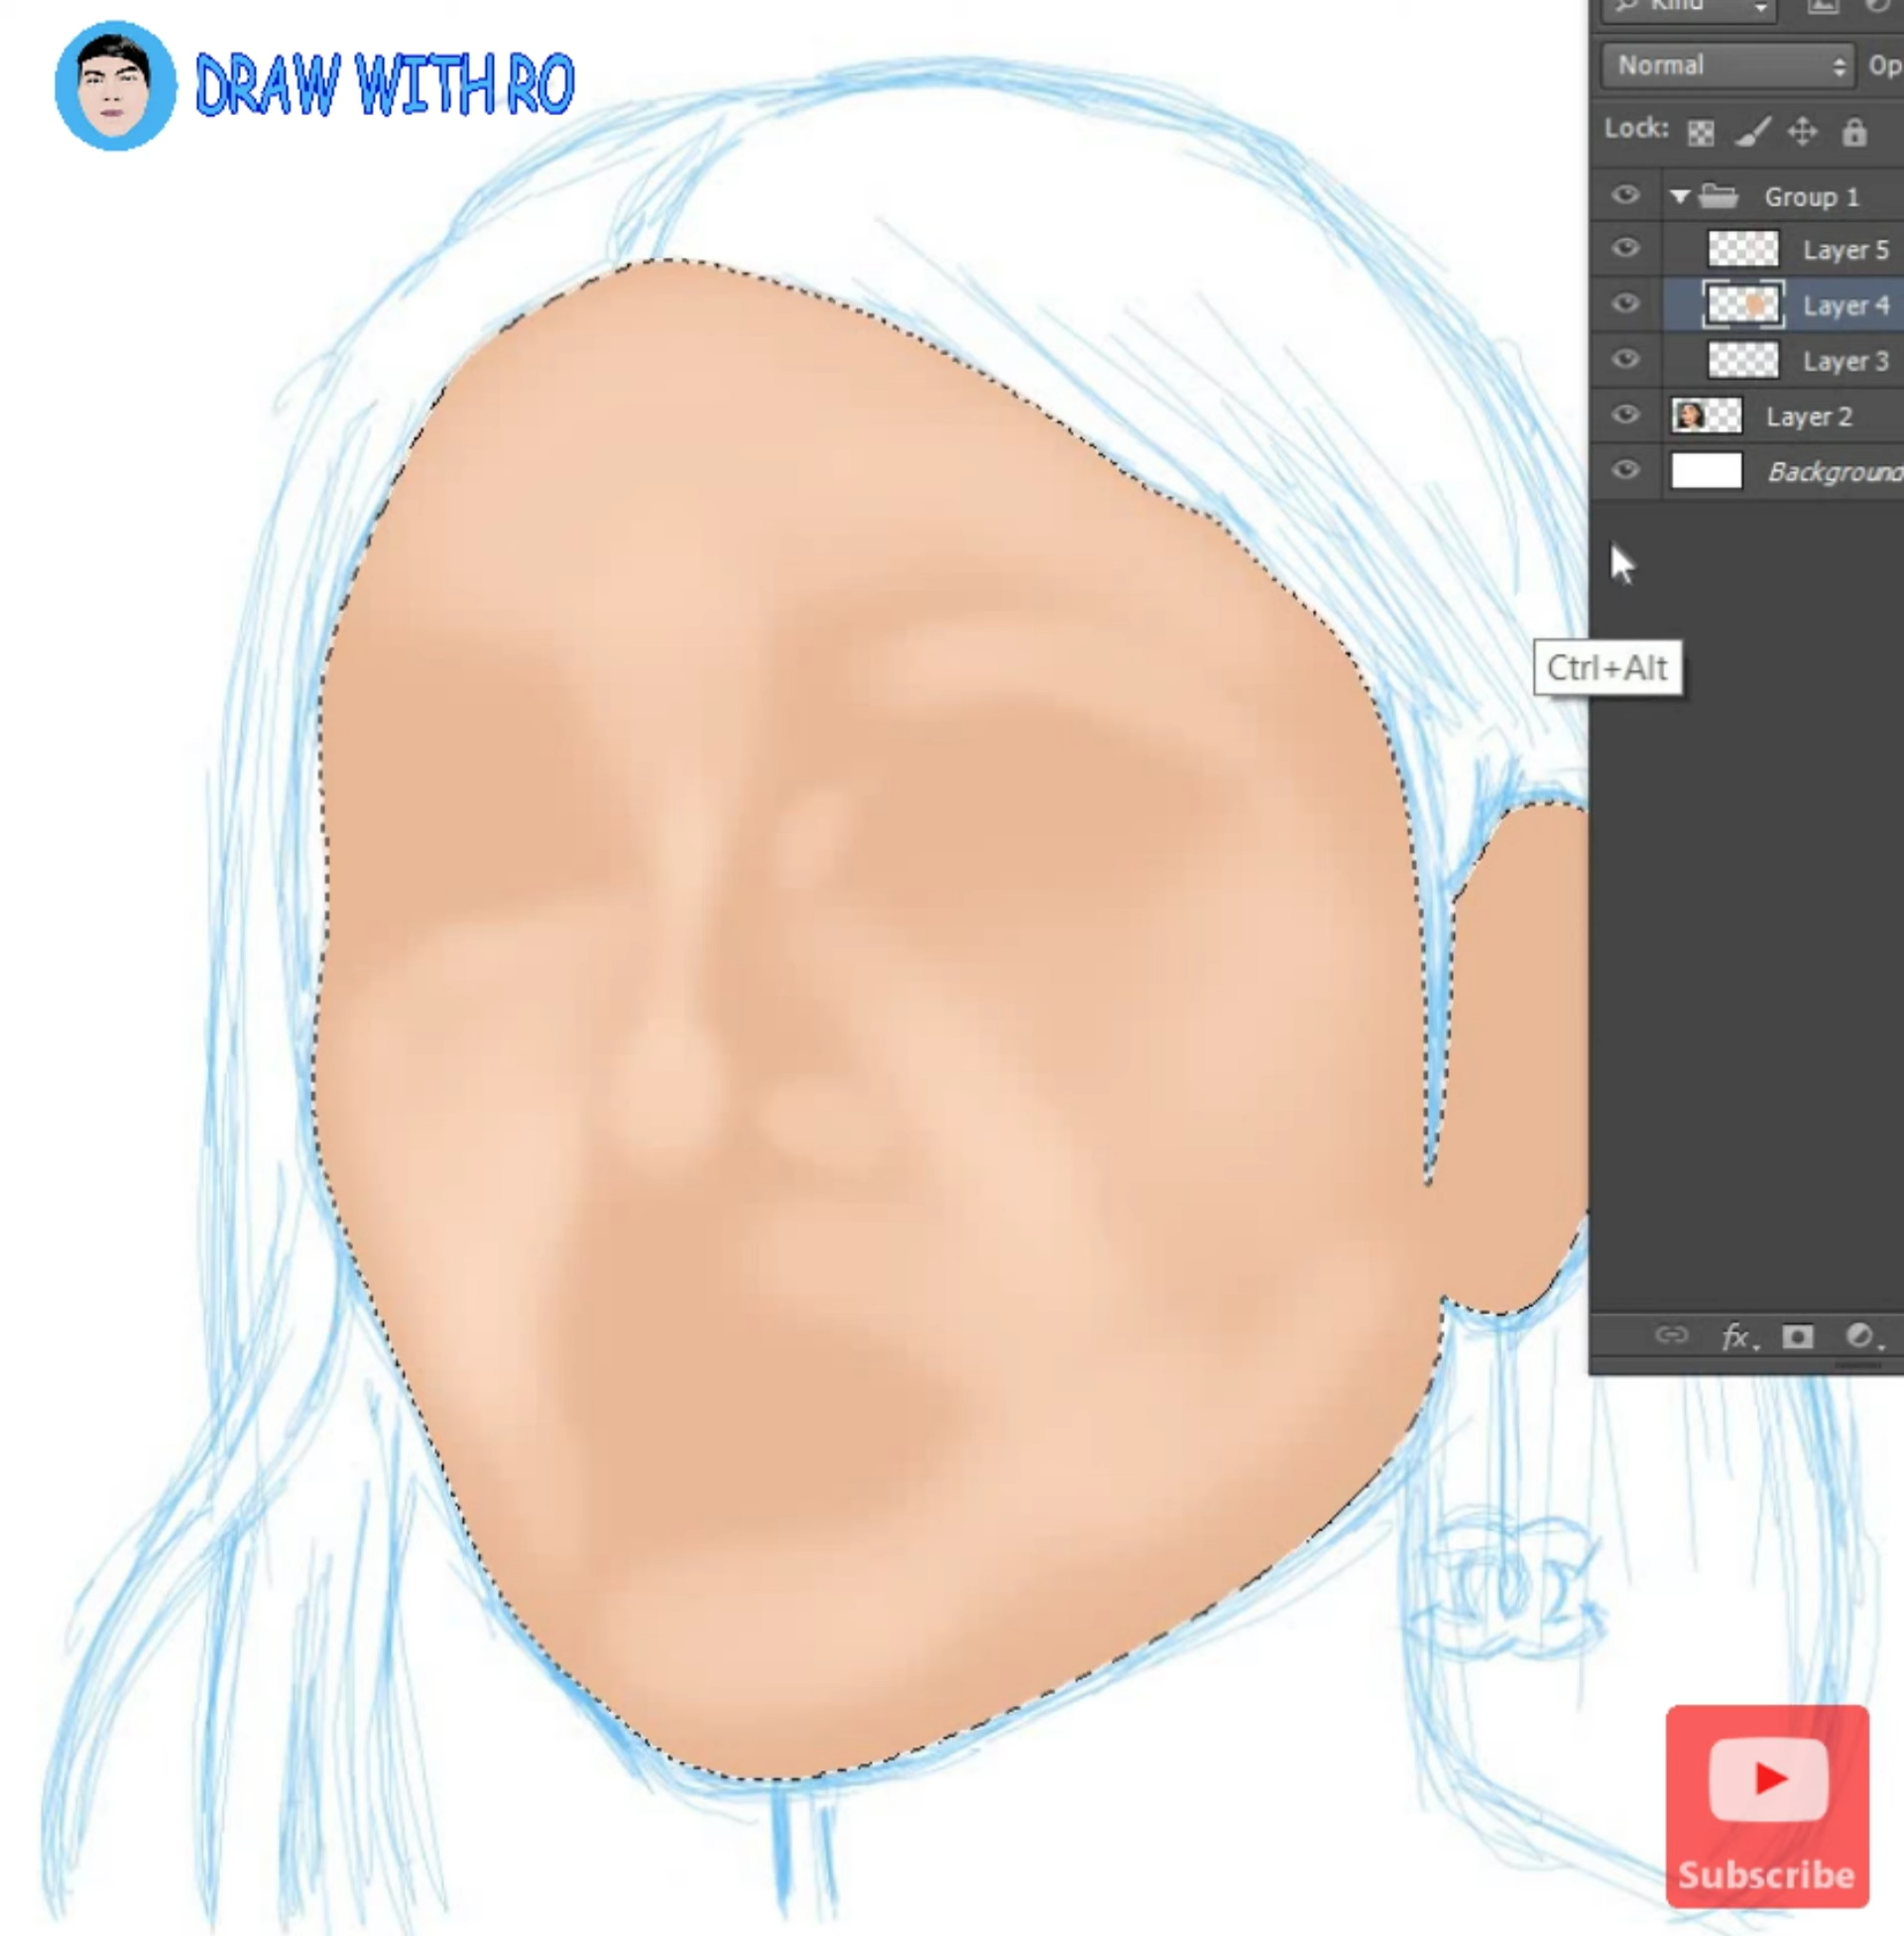 DRAW WITH RO
Kind
Normal
Op
Lock:
Group 1
Layer 5
Layer 4
Layer 3
Layer 2
Background
Ctrl+Alt
fx
Subscribe